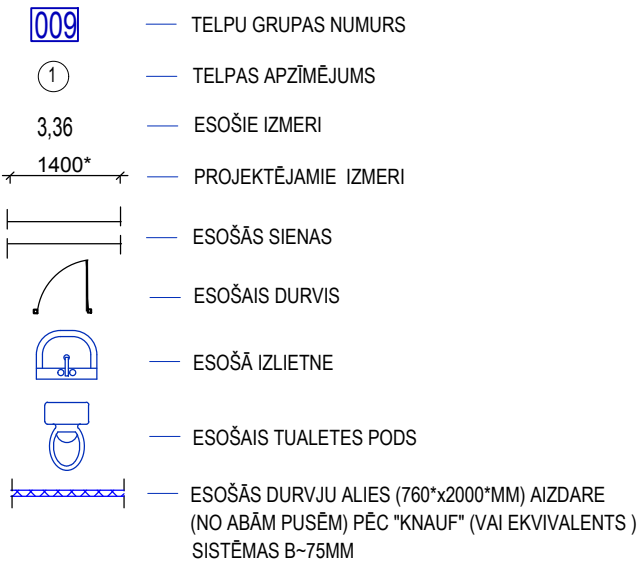 009 TELPU GRUPAS NUMURS
1 TELPAS APZĪMĒJUMS
3,36 ESOŠIE IZMERI
1400* PROJEKTĒJAMIE IZMERI
ESOŠĀS SIENAS
ESOŠAIS DURVIS
ESOŠĀ IZLIETNE
ESOŠAIS TUALETES PODS
ESOŠĀS DURVJU ALIES (760*x2000*MM) AIZDARE
(NO ABĀM PUSĒM) PĒC "KNAUF" (VAI EKVIVALENTS )
SISTĒMAS B~75MM